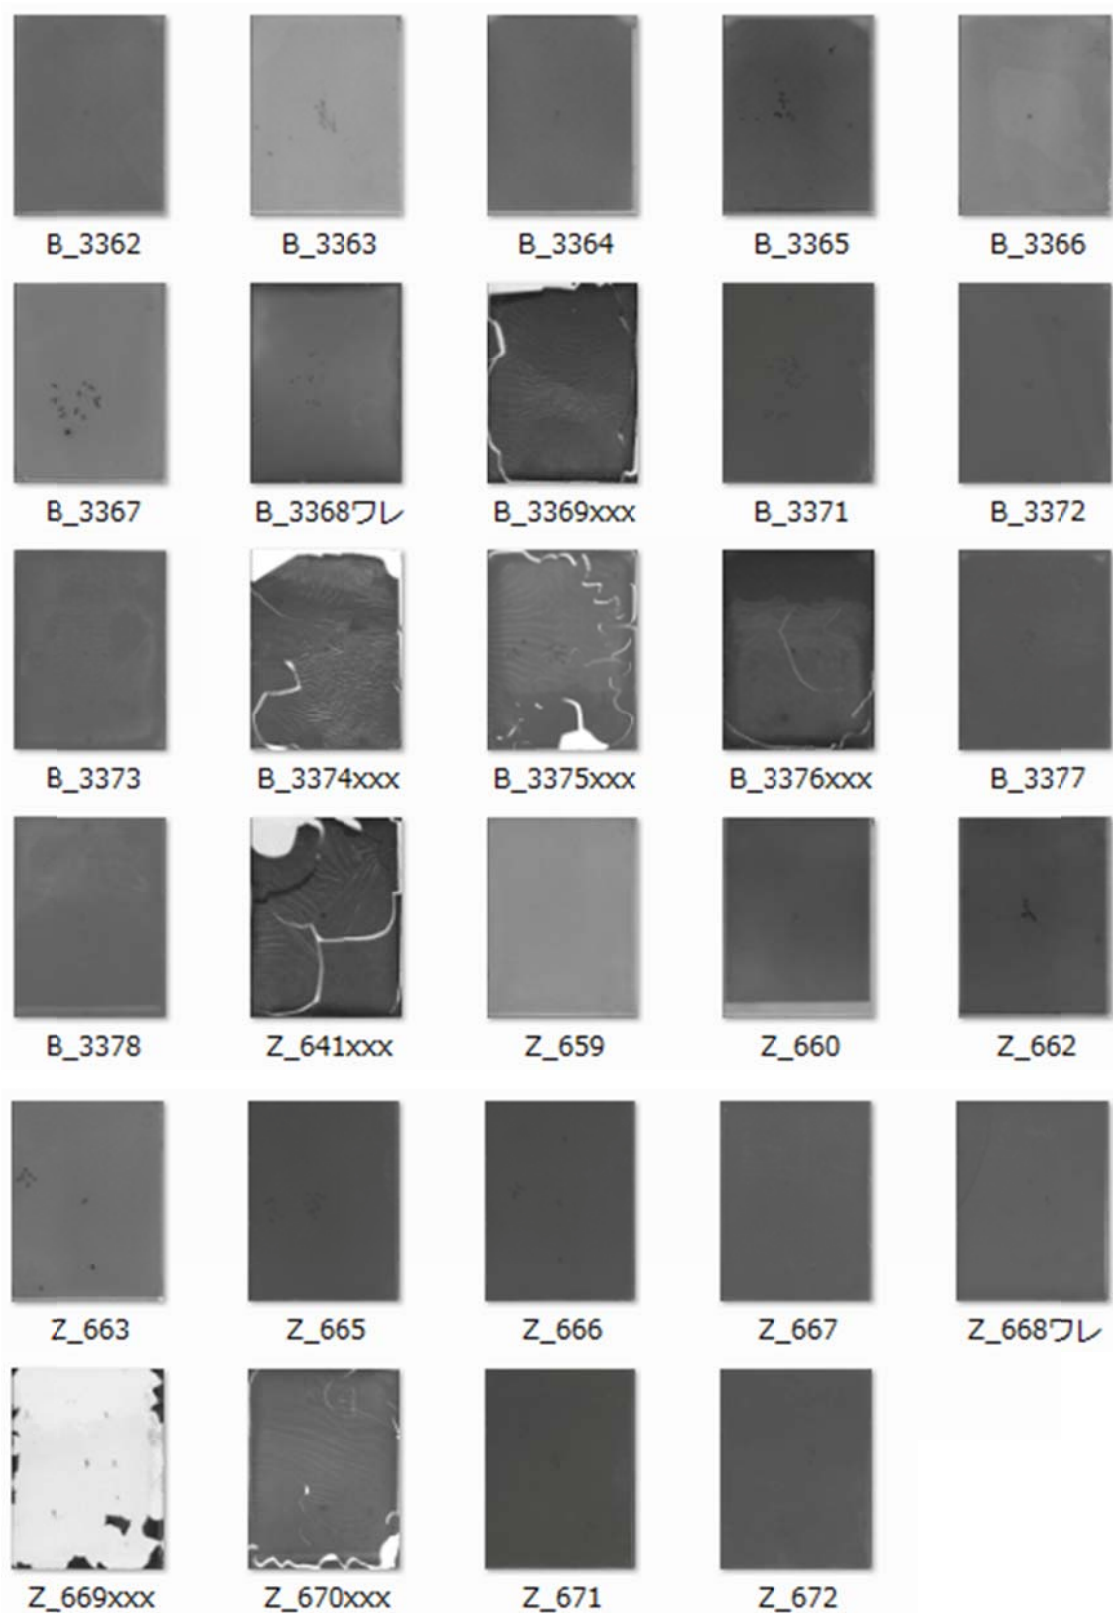 B_3362 B_3363 B_3364 B_3365 B_3366
B_3367 B_3368ワレ B_3369xxx B_3371 B_3372
B_3373 B_3374xxx B_3375xxx B_3376xxx B_3377
B_3378 Z_641xxx Z_659 Z_660 Z_662
Z_663 Z_665 Z_666 Z_667 Z_668ワレ
Z_669xxx Z_670xxx Z_671 Z_672